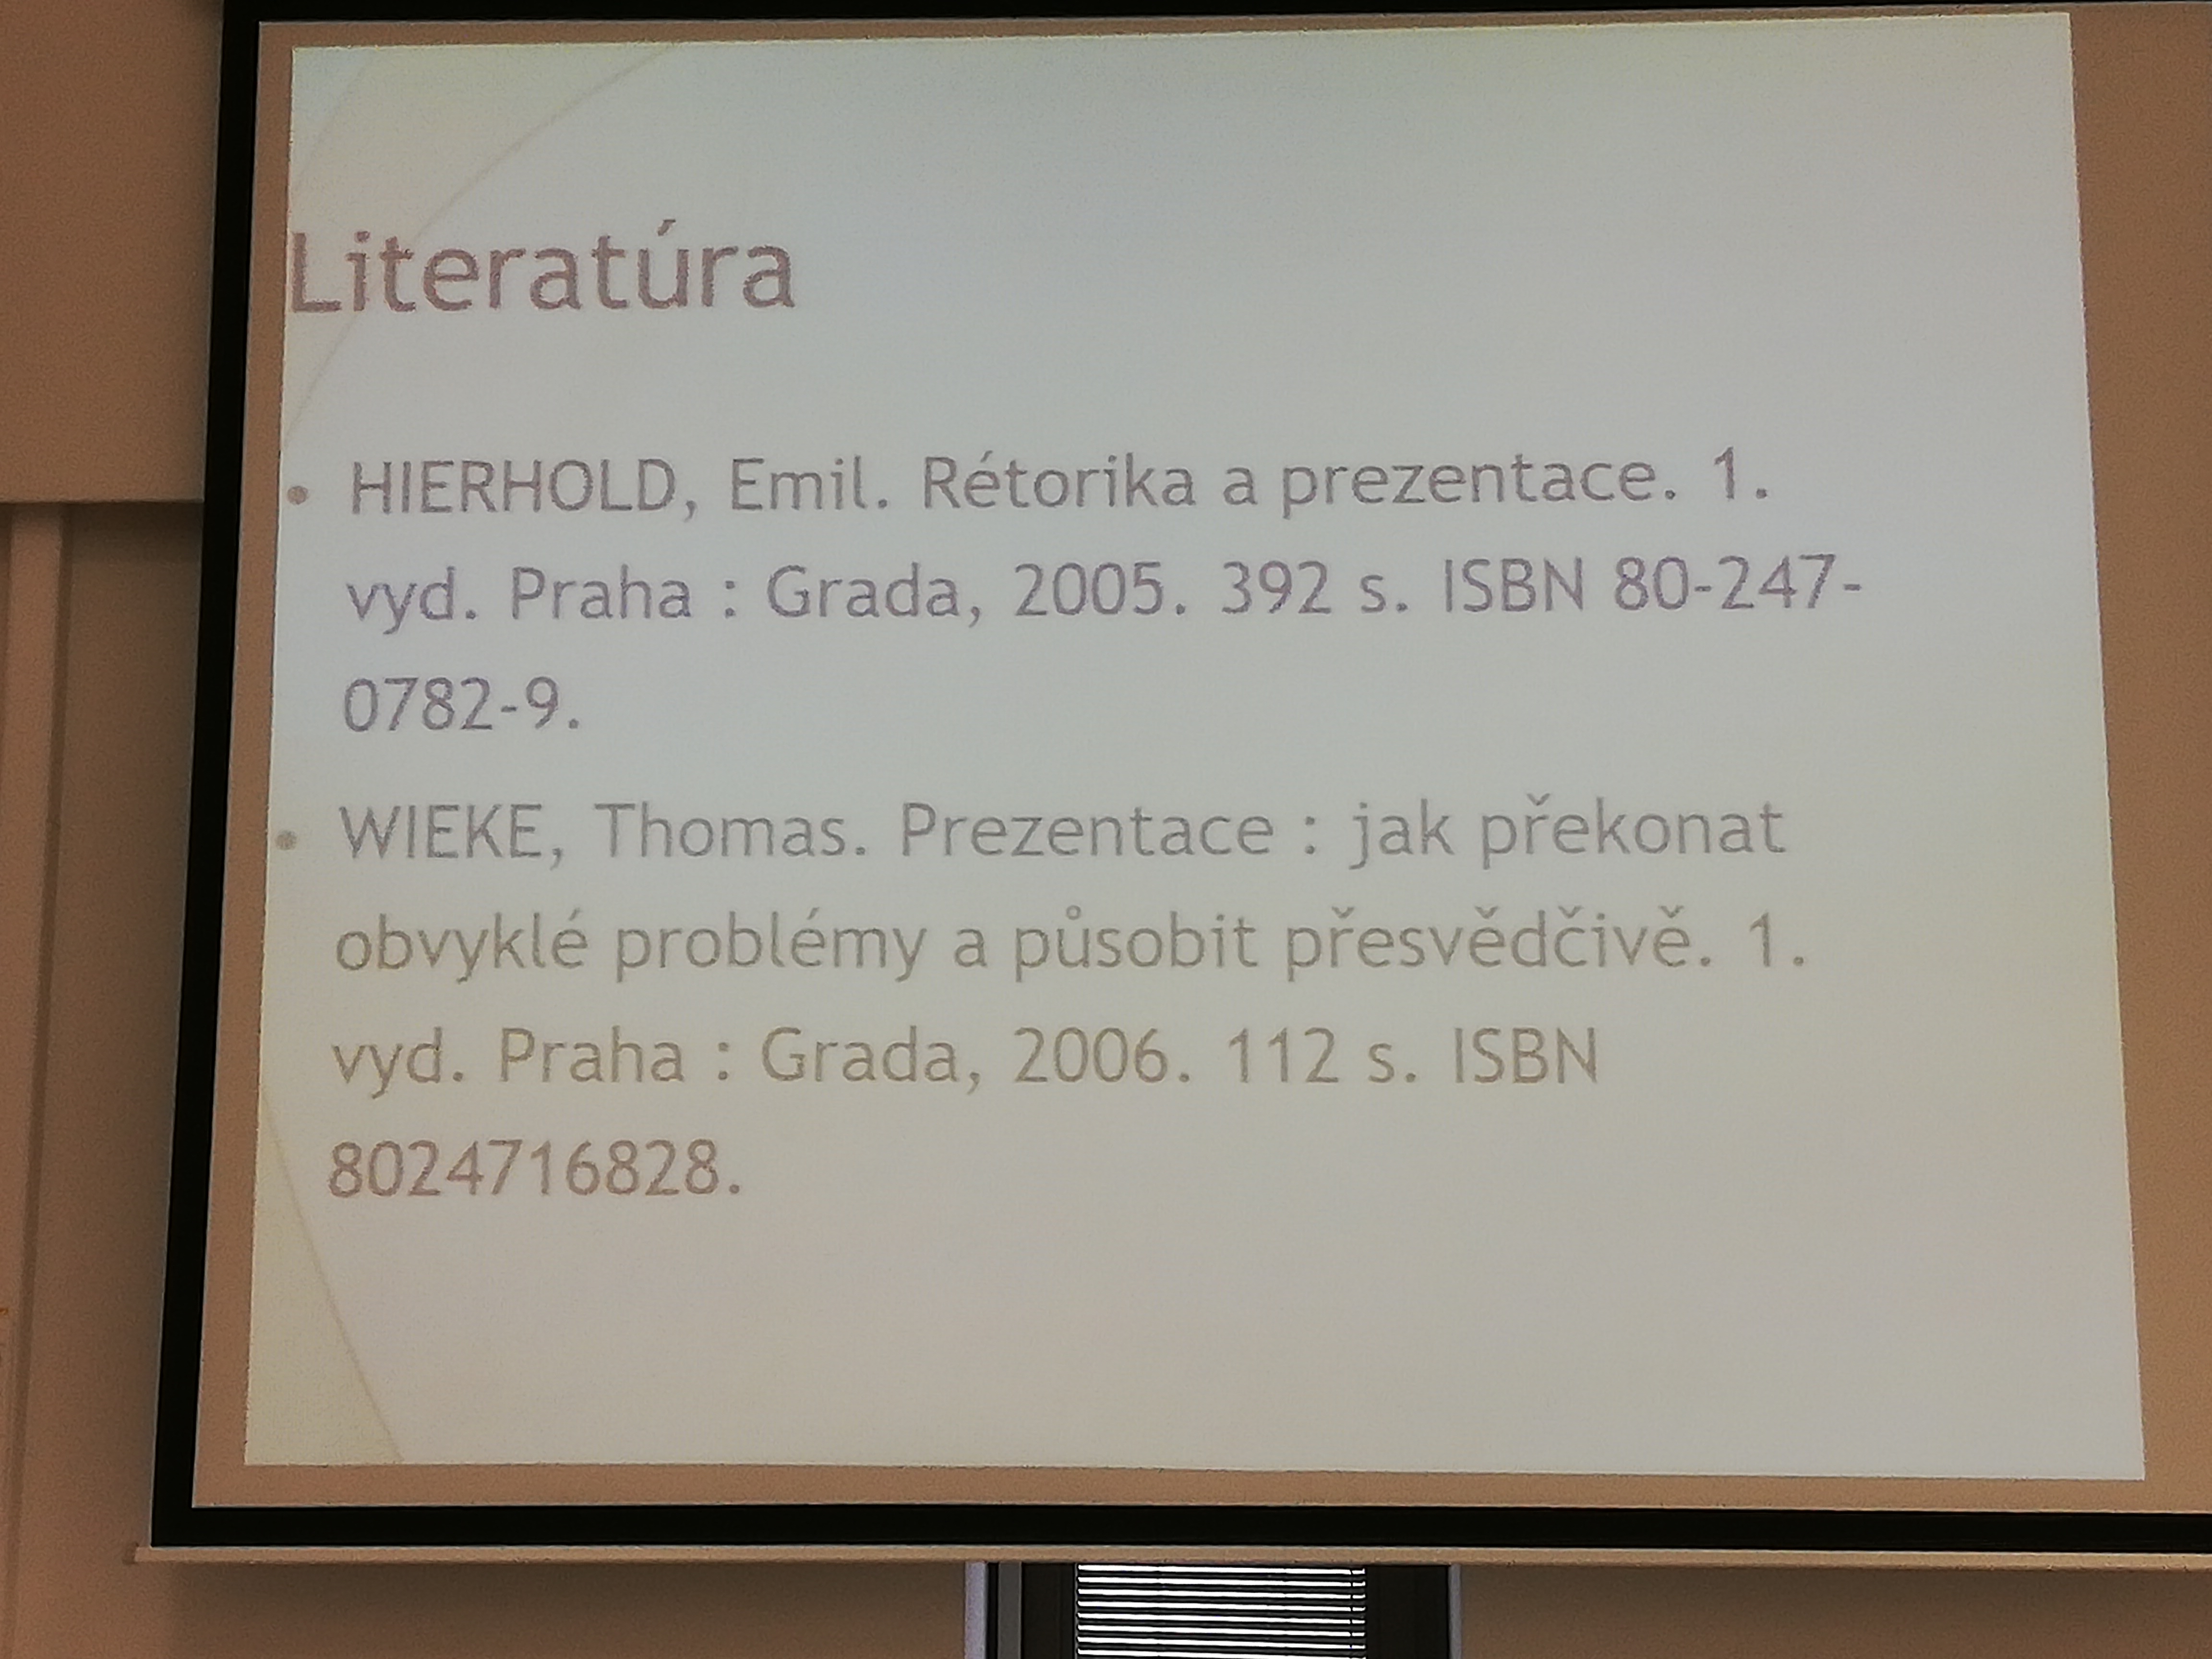 Literatúra
• HIERHOLD, Emil. Rétorika a prezentace. 1.
vyd. Praha : Grada, 2005. 392 s. ISBN 80-247-
0782-9.
• WIEKE, Thomas. Prezentace : jak překonat
obvyklé problémy a působit přesvědčivě. 1.
vyd. Praha : Grada, 2006. 112 s. ISBN
8024716828.